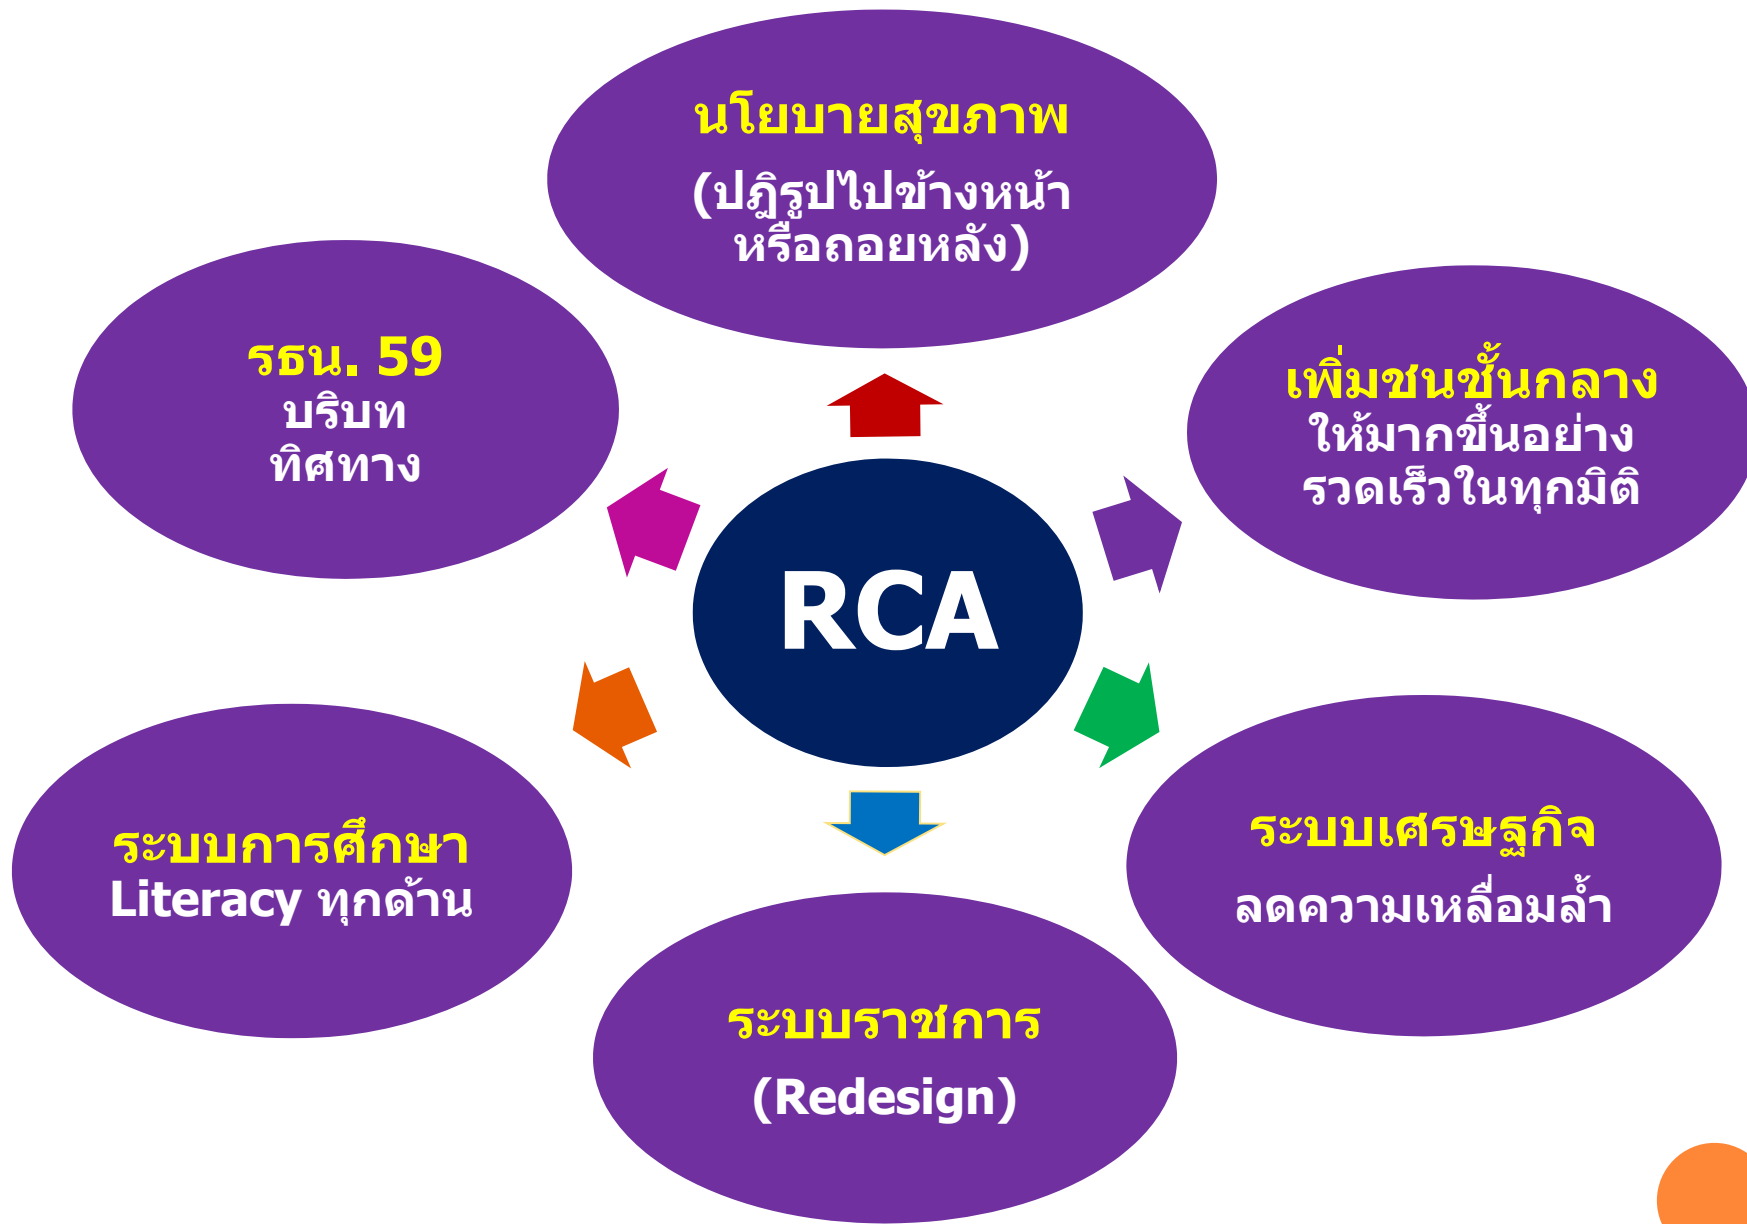 นโยบายสุขภาพ
(ปฎิรูปไปข้างหน้า
หรือถอยหลัง)
รธน. 59
บริบท
ทิศทาง
เพิ่มชนชั้นกลาง
ให้มากขึ้นอย่าง
รวดเร็วในทุกมิติ
RCA
ระบบการศึกษา
Literacy ทุกด้าน
ระบบเศรษฐกิจ
ลดความเหลื่อมล้ำ
ระบบราชการ
(Redesign)